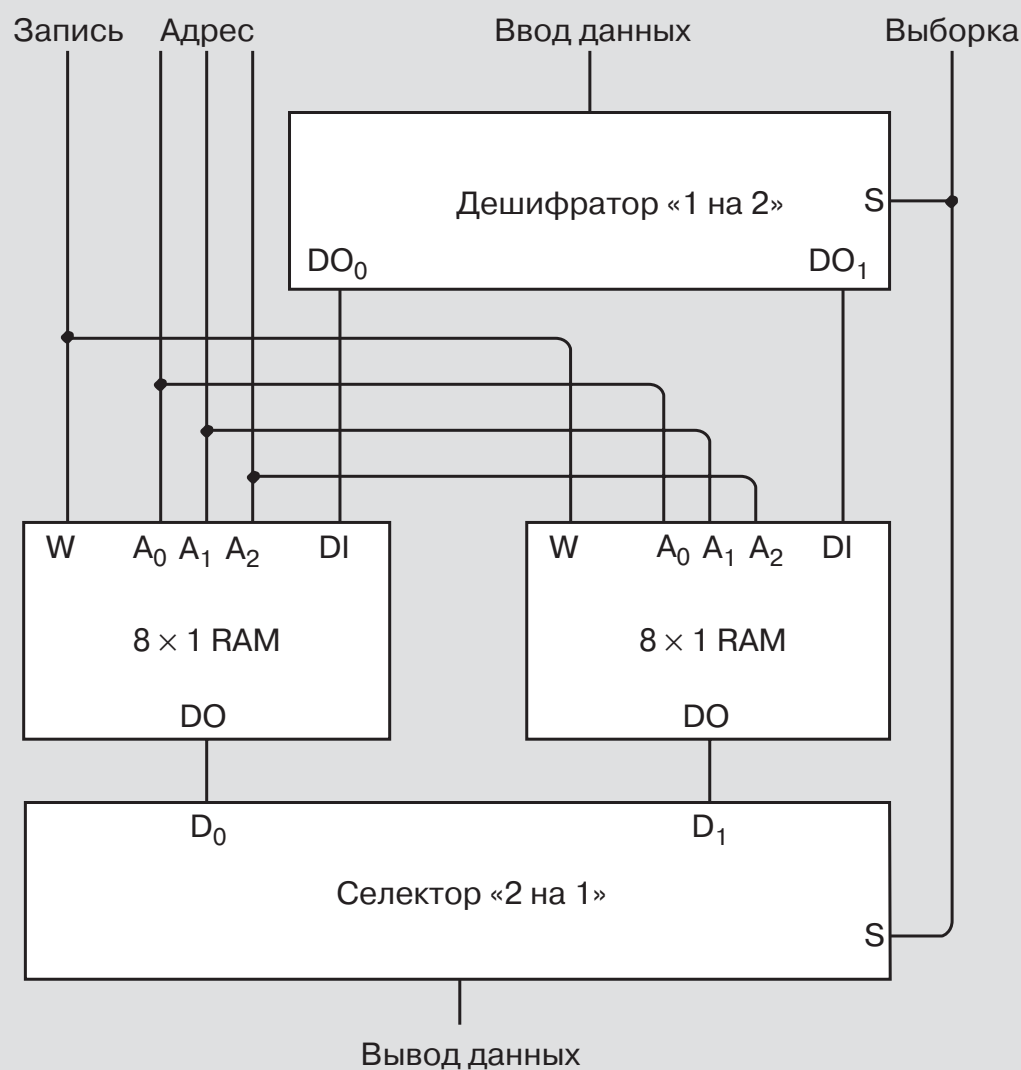 Запись Адрес Ввод данных Выборка
Дешифратор «1 на 2» S
DO₀ DO₁
W A₀ A₁ A₂ DI W A₀ A₁ A₂ DI
8 × 1 RAM 8 × 1 RAM
DO DO
D₀ D₁
Селектор «2 на 1»
S
Вывод данных